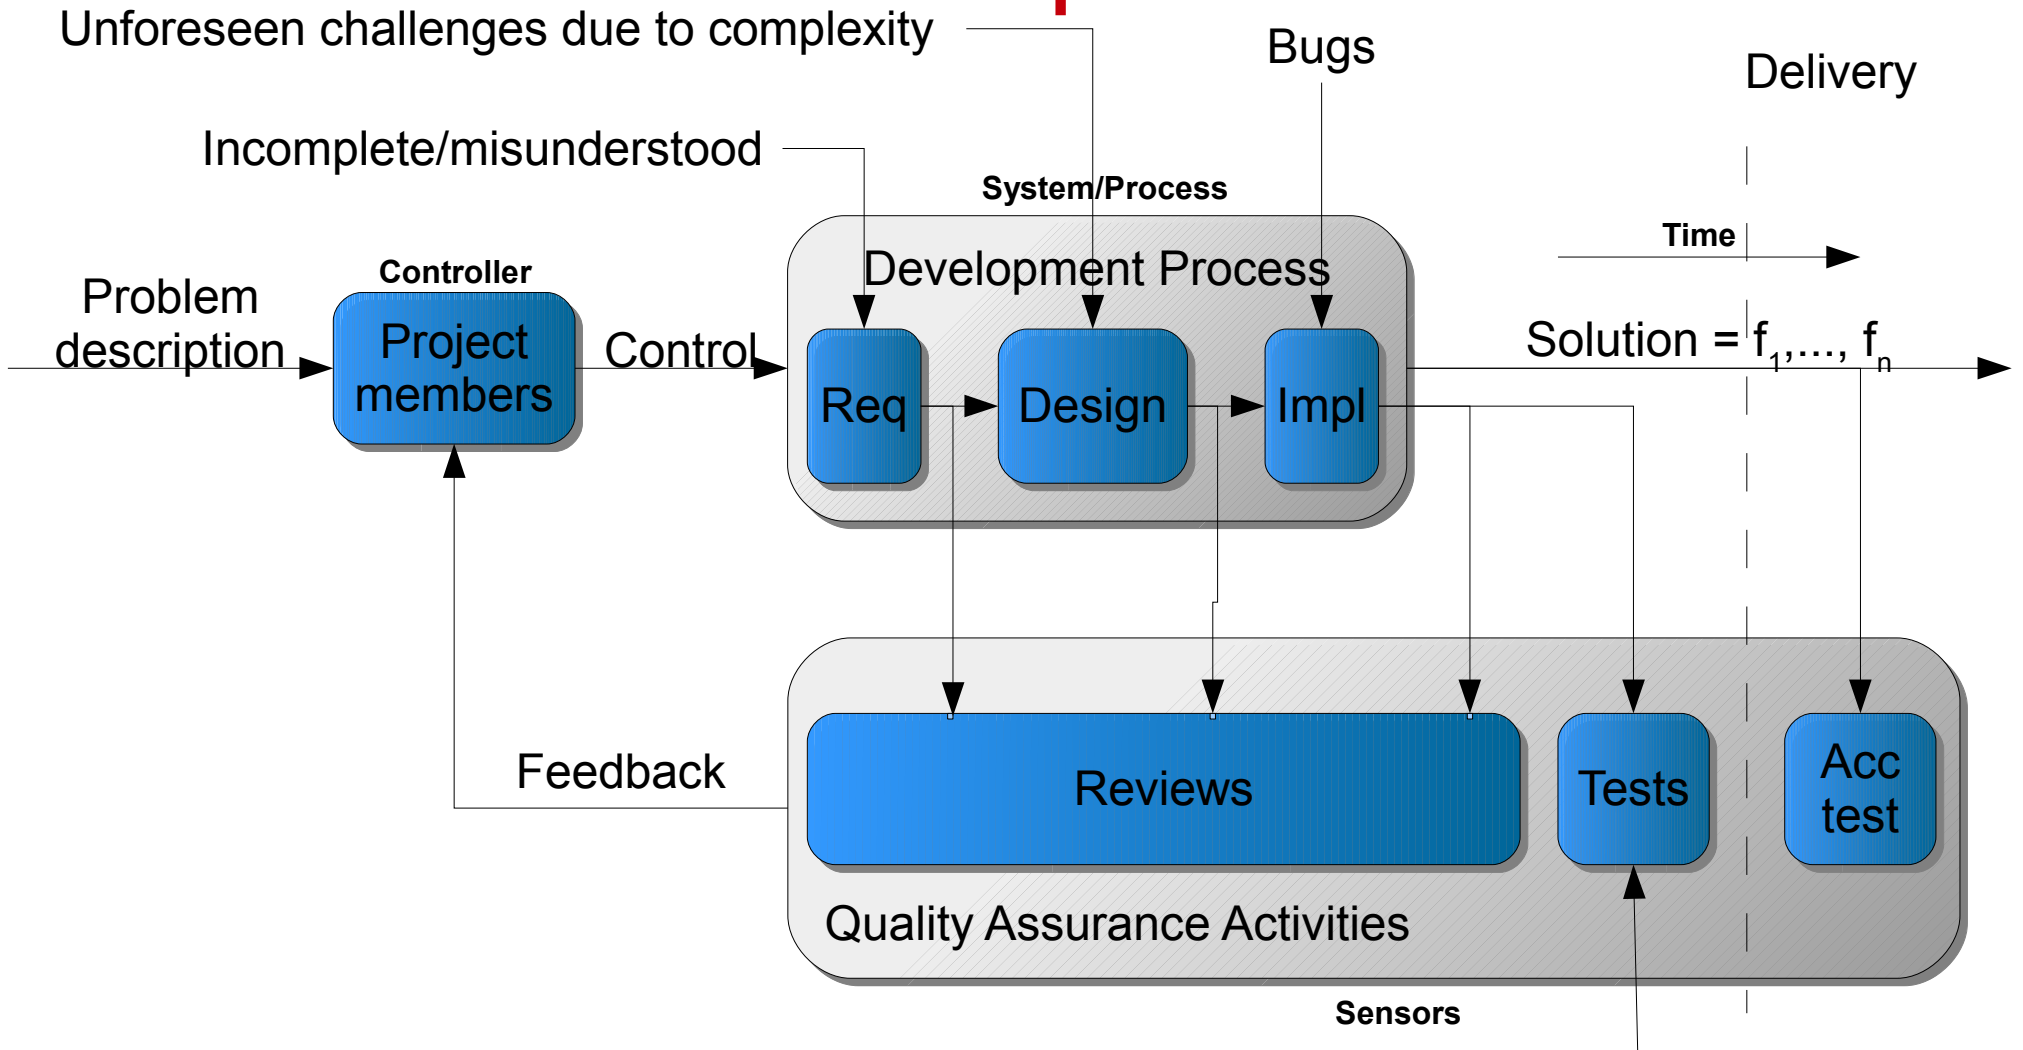 Unforeseen challenges due to complexity
Bugs
Delivery
Incomplete/misunderstood
System/Process
Time
Controller
Development Process
Problem
description
Project
members
Control
Solution = f1,..., fn
Req
Design
Impl
Feedback
Reviews
Tests
Acc
test
Quality Assurance Activities
Sensors